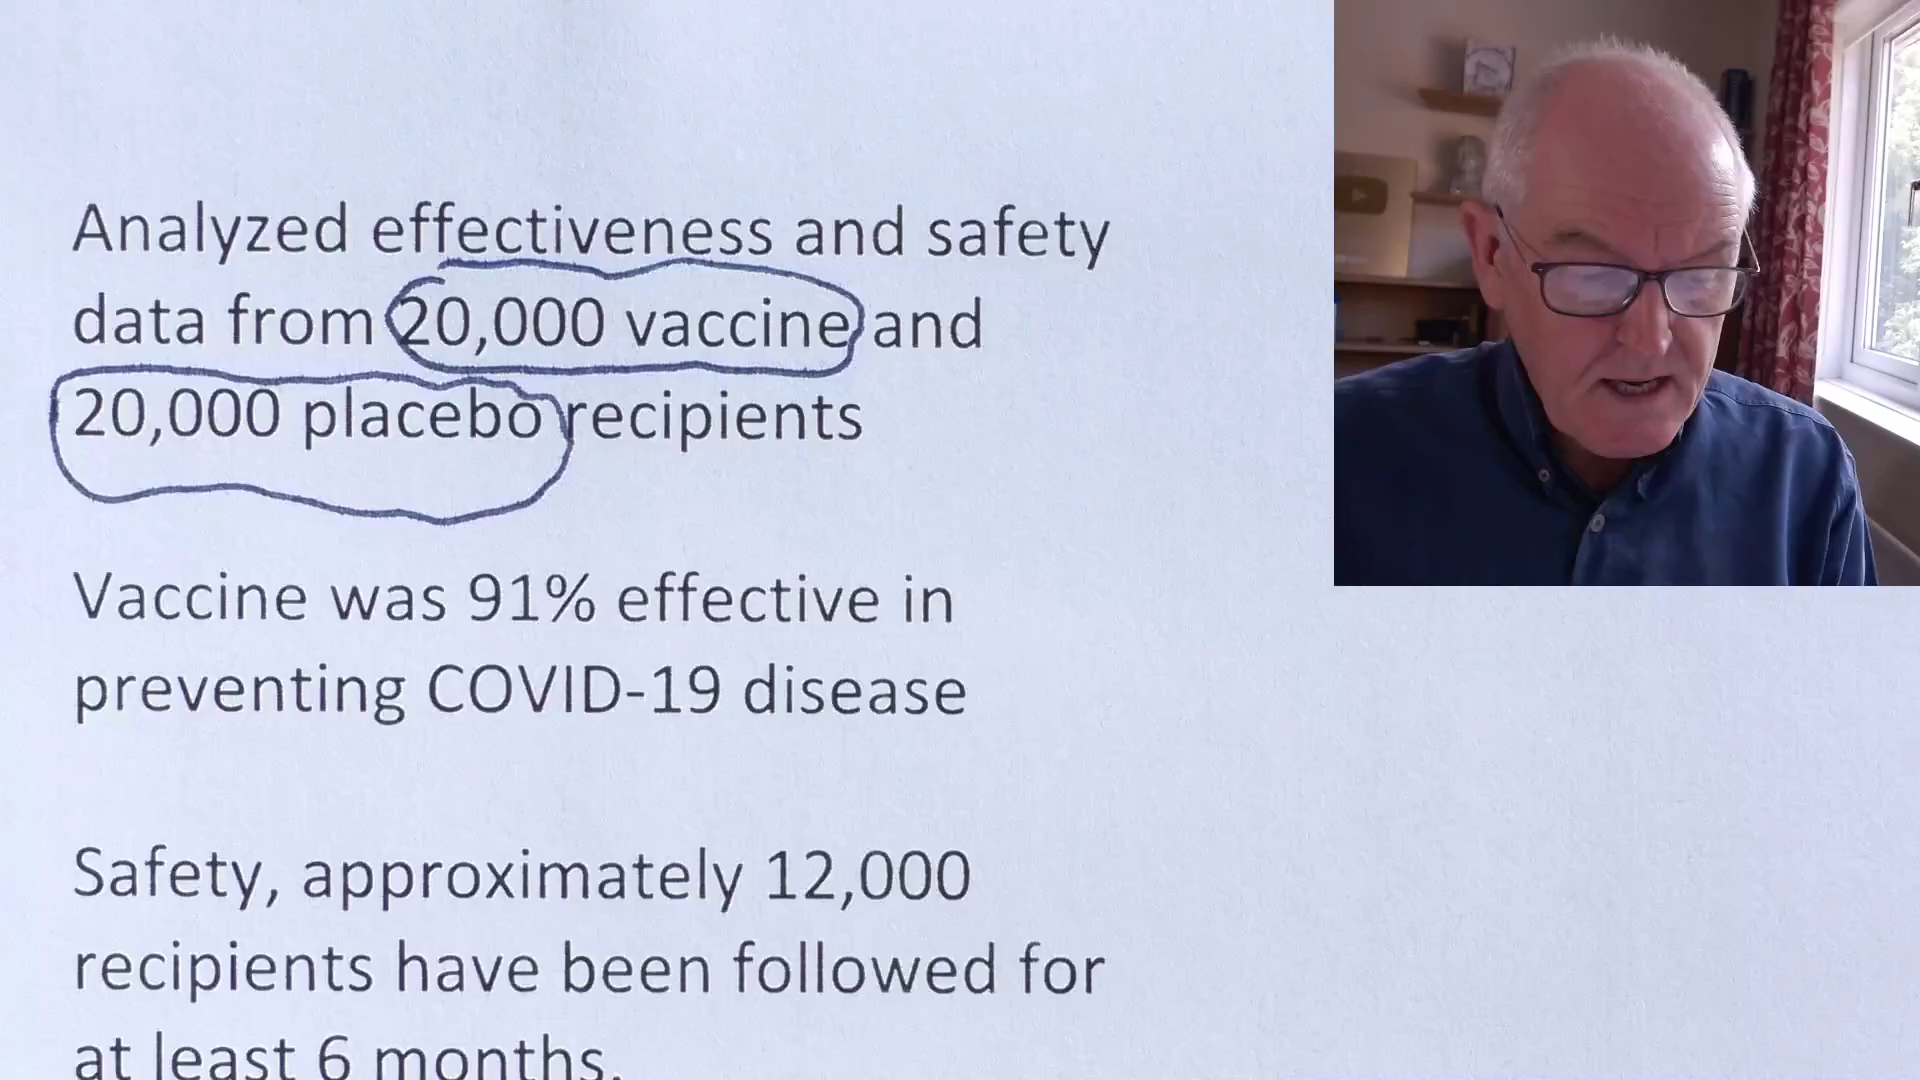 Analyzed effectiveness and safety
data from 20,000 vaccine and
20,000 placebo recipients
Vaccine was 91% effective in
preventing COVID-19 disease
Safety, approximately 12,000
recipients have been followed for
at least 6 months.